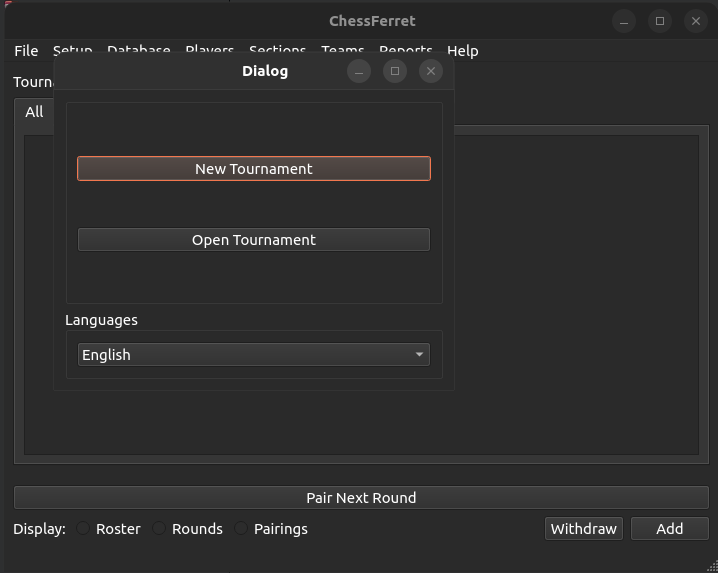 ChessFerret
File Setup Database Players Sections Teams Reports Help
Dialog
All
New Tournament
Open Tournament
Languages
English
Pair Next Round
Display: Roster Rounds Pairings Withdraw Add